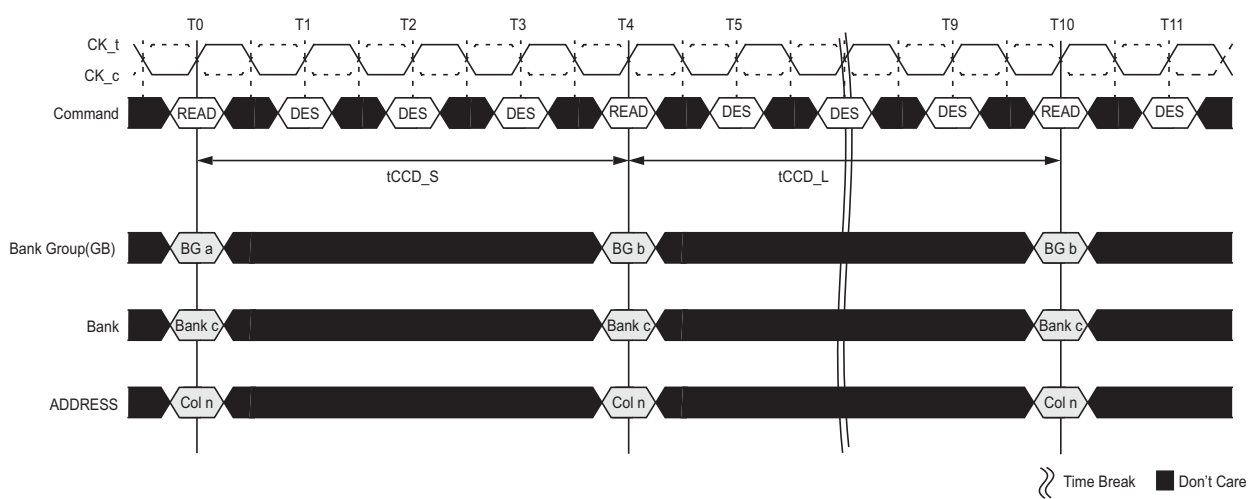 T0 T1 T2 T3 T4 T5 T9 T10 T11
CK_t
CK_c
Command READ DES DES DES READ DES DES DES READ DES
tCCD_S tCCD_L
Bank Group(GB) BG a BG b BG b
Bank Bank c Bank c Bank c
ADDRESS Col n Col n Col n
Time Break Don't Care